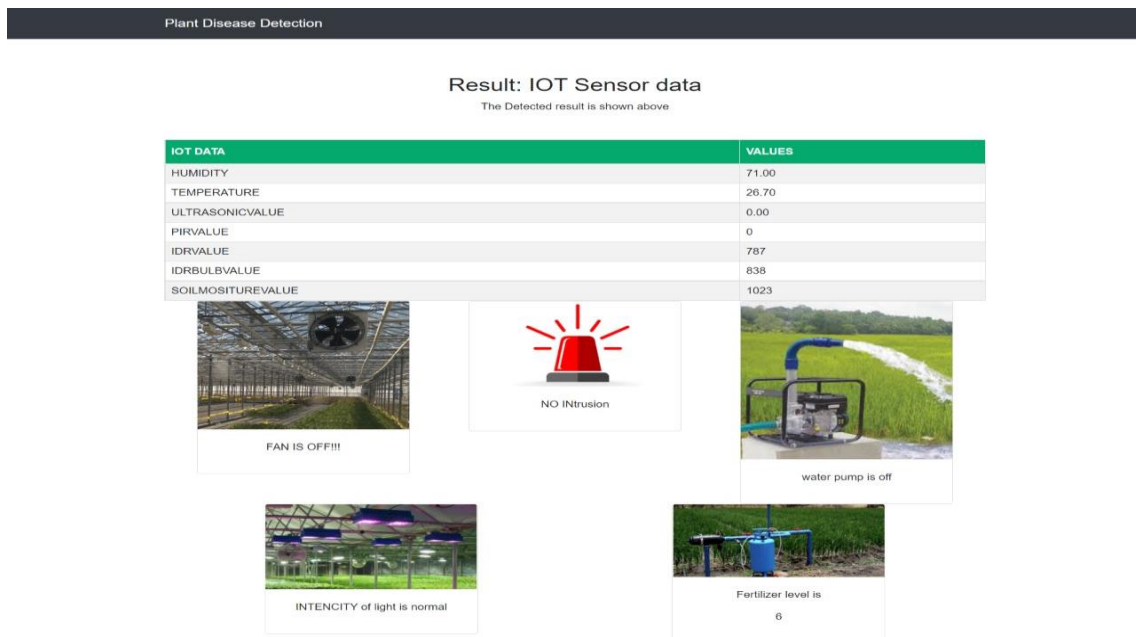 Plant Disease Detection
Result: IOT Sensor data
The Detected result is shown above
IOT DATA VALUES
HUMIDITY 71.00
TEMPERATURE 26.70
ULTRASONICVALUE 0.00
PIRVALUE 0
IDRVALUE 787
IDRBULBVALUE 838
SOILMOSITUREVALUE 1023
FAN IS OFF!!!
NO INtrusion
water pump is off
INTENCITY of light is normal
Fertilizer level is
6